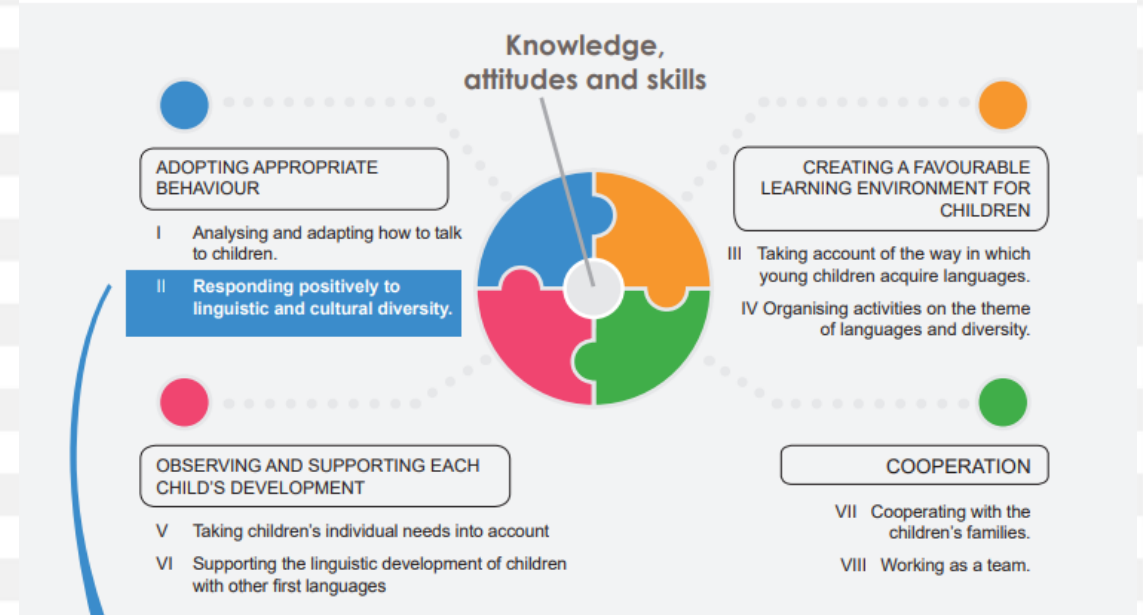 Knowledge,
attitudes and skills
ADOPTING APPROPRIATE
BEHAVIOUR
I Analysing and adapting how to talk
to children.
II Responding positively to
linguistic and cultural diversity.
CREATING A FAVOURABLE
LEARNING ENVIRONMENT FOR
CHILDREN
III Taking account of the way in which
young children acquire languages.
IV Organising activities on the theme
of languages and diversity.
OBSERVING AND SUPPORTING EACH
CHILD'S DEVELOPMENT
V Taking children's individual needs into account
VI Supporting the linguistic development of children
with other first languages
COOPERATION
VII Cooperating with the
children's families.
VIII Working as a team.